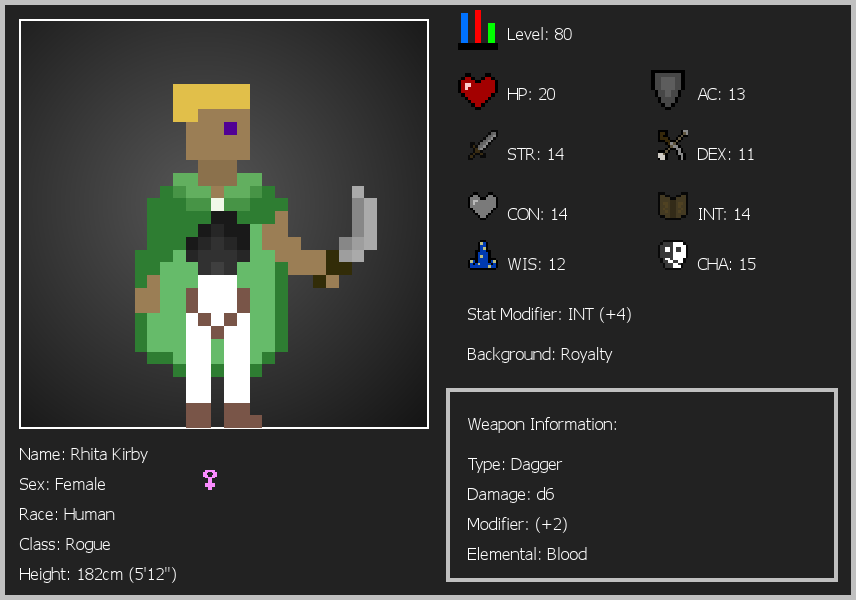 Level: 80
HP: 20
AC: 13
STR: 14
DEX: 11
CON: 14
INT: 14
WIS: 12
CHA: 15
Stat Modifier: INT (+4)
Background: Royalty
Weapon Information:
Type: Dagger
Damage: d6
Modifier: (+2)
Elemental: Blood
Name: Rhita Kirby
Sex: Female
Race: Human
Class: Rogue
Height: 182cm (5'12")